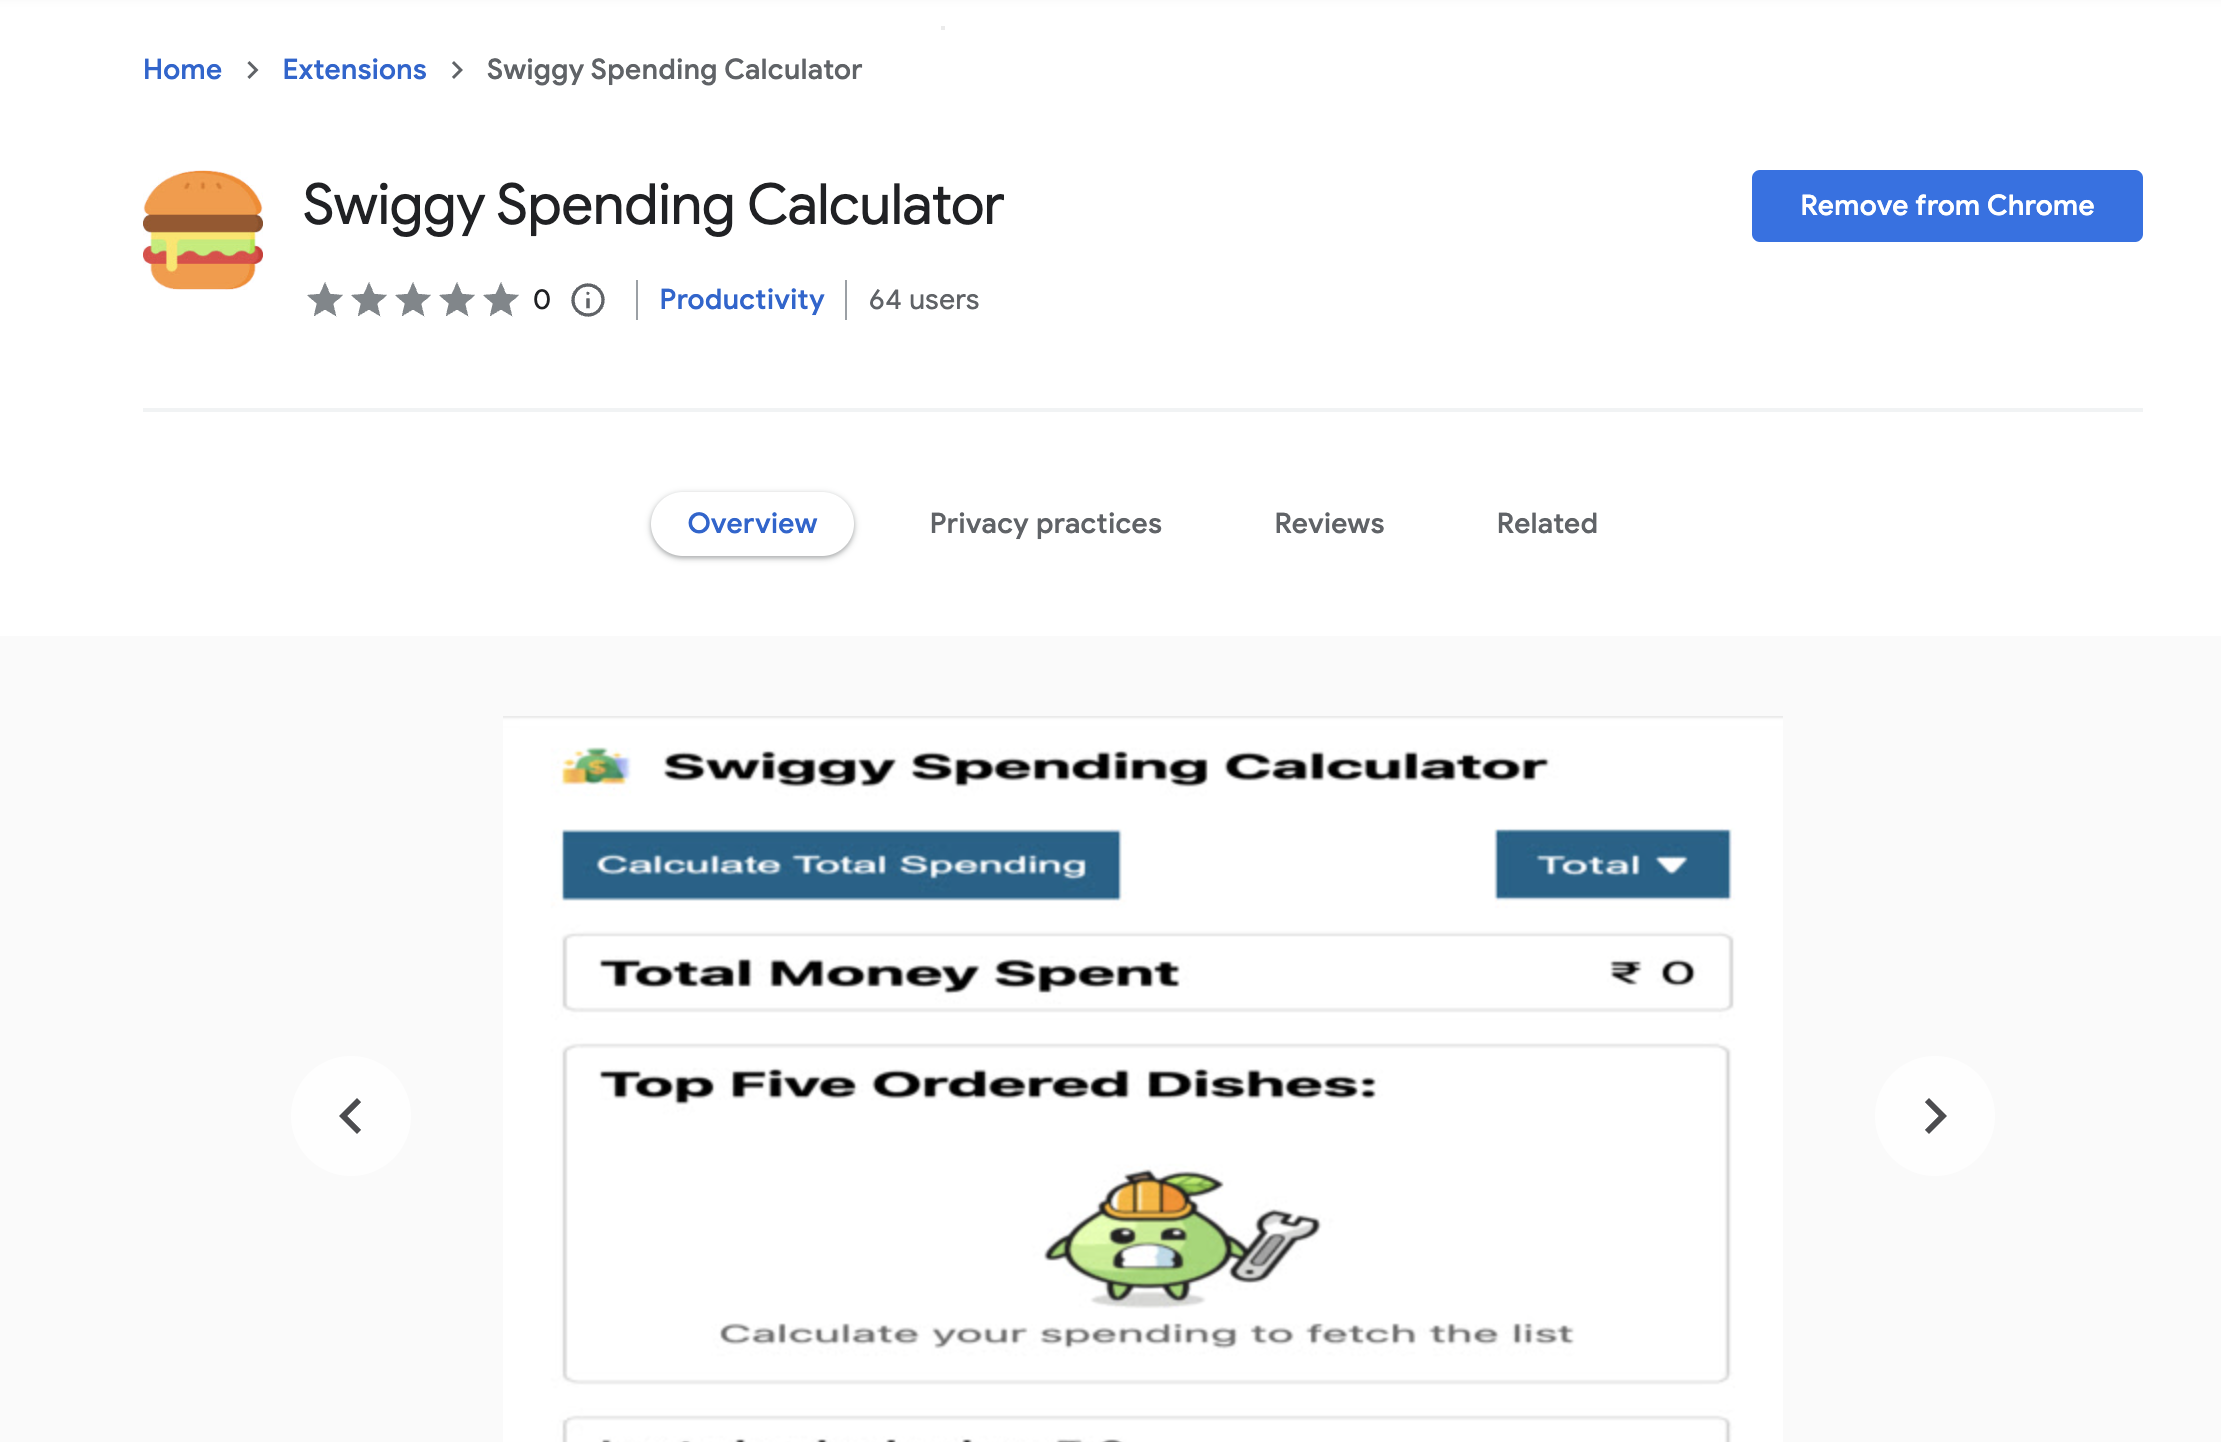 Home > Extensions > Swiggy Spending Calculator
Swiggy Spending Calculator
Remove from Chrome
0 Productivity 64 users
Overview Privacy practices Reviews Related
Swiggy Spending Calculator
Calculate Total Spending Total
Total Money Spent ₹ 0
Top Five Ordered Dishes:
Calculate your spending to fetch the list